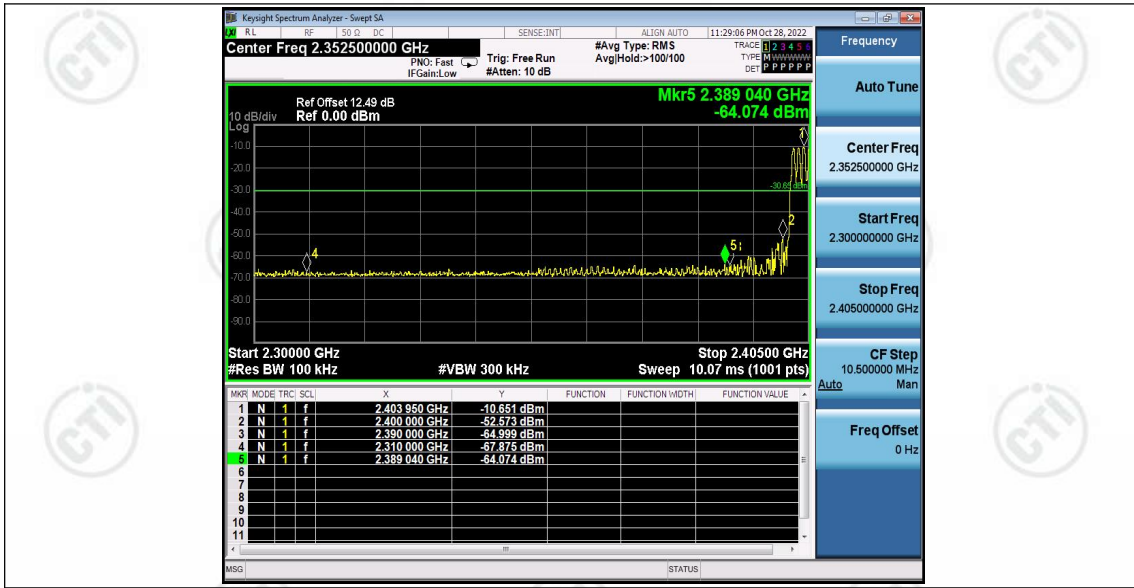 Keysight Spectrum Analyzer - Swept SA
LXI RL RF 50 Ω DC SENSE:INT ALIGN AUTO 11:29:06 PM Oct 28, 2022
Center Freq 2.352500000 GHz
PNO: Fast Trig: Free Run #Avg Type: RMS TRACE 1 2 3 4 5 6
IFGain:Low #Atten: 10 dB Avg|Hold:>100/100 TYPE M WWWWW
DET P P P P P P
Mkr5 2.389 040 GHz
-64.074 dBm
Ref Offset 12.49 dB
10 dB/div Ref 0.00 dBm
Log
1
-10.0
-20.0
-30.65 dBm
-30.0
-40.0
2
-50.0
5
4
-60.0
-70.0
-80.0
-90.0
Start 2.30000 GHz Stop 2.40500 GHz
#Res BW 100 kHz #VBW 300 kHz Sweep 10.07 ms (1001 pts)
MKR MODE TRC SCL X Y FUNCTION FUNCTION WIDTH FUNCTION VALUE
1 N 1 f 2.403 950 GHz -10.651 dBm
2 N 1 f 2.400 000 GHz -52.573 dBm
3 N 1 f 2.390 000 GHz -64.999 dBm
4 N 1 f 2.310 000 GHz -67.875 dBm
5 N 1 f 2.389 040 GHz -64.074 dBm
6
7
8
9
10
11
MSG STATUS
Frequency
Auto Tune
Center Freq
2.352500000 GHz
Start Freq
2.300000000 GHz
Stop Freq
2.405000000 GHz
CF Step
10.500000 MHz
Auto Man
Freq Offset
0 Hz
CTI
CTI
CTI
CTI